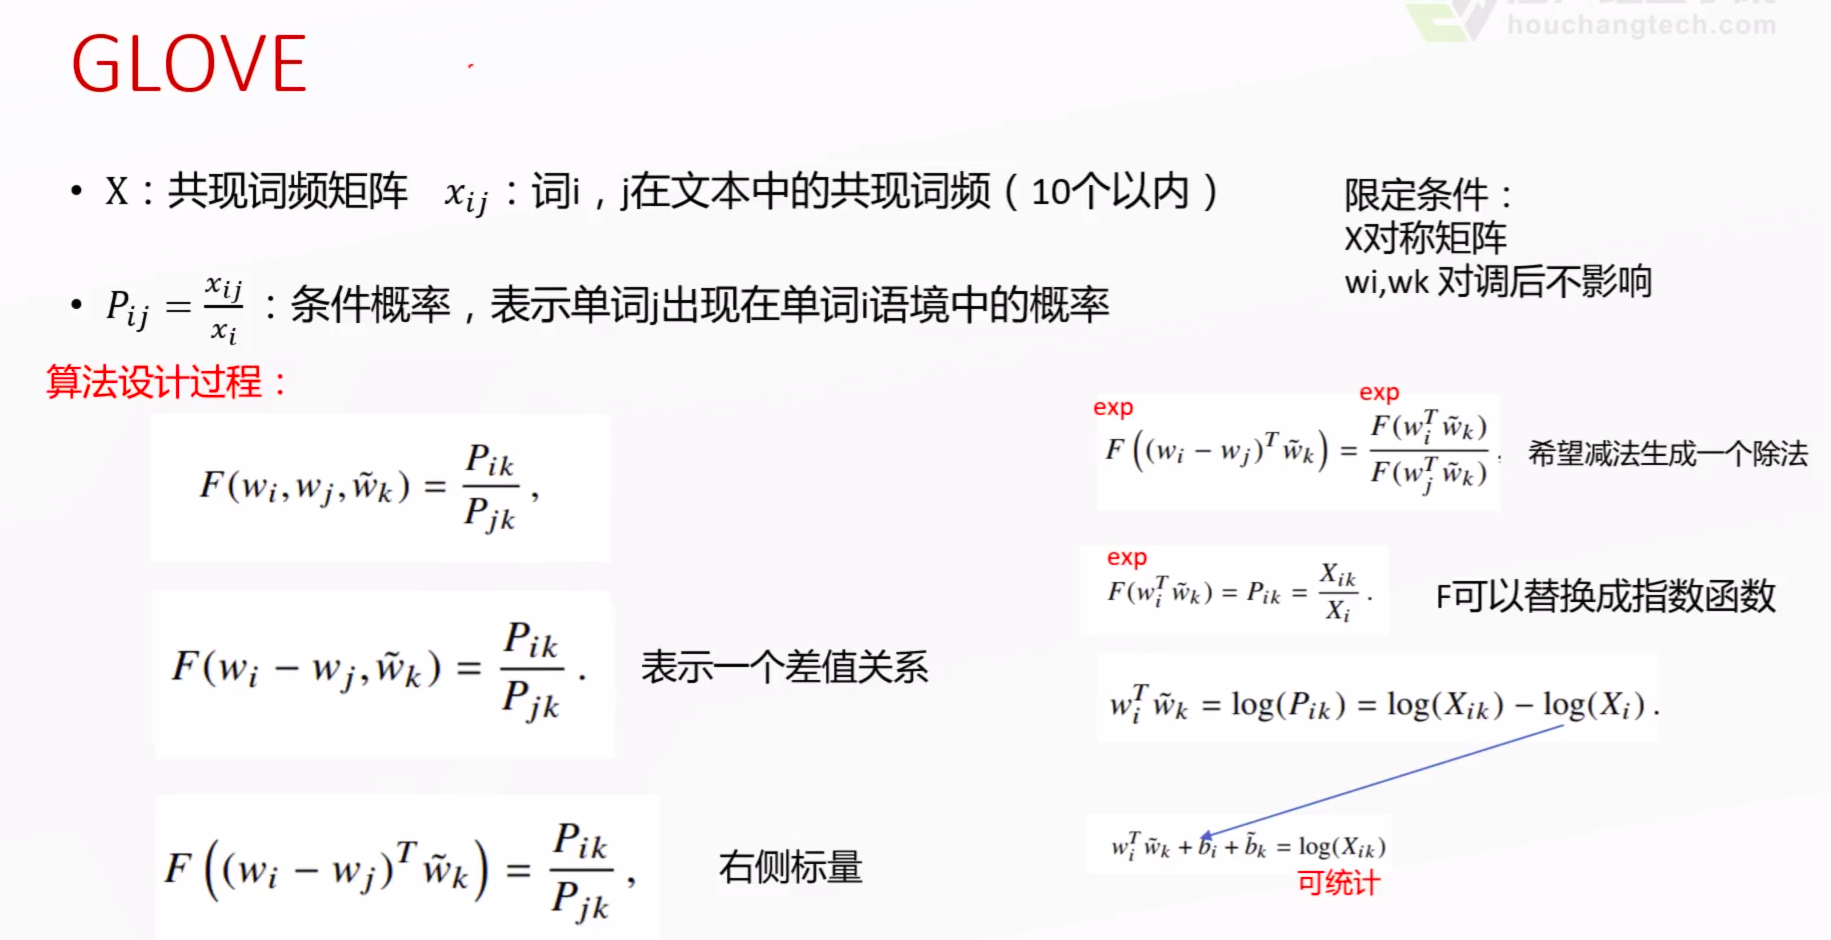 houchangtech.com
GLOVE
• X：共现词频矩阵 x_{ij}：词i，j在文本中的共现词频（10个以内）
• P_{ij} = \frac{x_{ij}}{x_i}：条件概率，表示单词j出现在单词i语境中的概率
限定条件：
X对称矩阵
wi,wk 对调后不影响
算法设计过程：
F(w_i, w_j, \tilde{w}_k) = \frac{P_{ik}}{P_{jk}},
F(w_i - w_j, \tilde{w}_k) = \frac{P_{ik}}{P_{jk}}. 表示一个差值关系
F((w_i - w_j)^T \tilde{w}_k) = \frac{P_{ik}}{P_{jk}}, 右侧标量
exp exp
F((w_i - w_j)^T \tilde{w}_k) = \frac{F(w_i^T \tilde{w}_k)}{F(w_j^T \tilde{w}_k)}, 希望减法生成一个除法
exp
F(w_i^T \tilde{w}_k) = P_{ik} = \frac{X_{ik}}{X_i}. F可以替换成指数函数
w_i^T \tilde{w}_k = log(P_{ik}) = log(X_{ik}) − log(X_i).
w_i^T \tilde{w}_k + b_i + \tilde{b}_k = log(X_{ik})
可统计